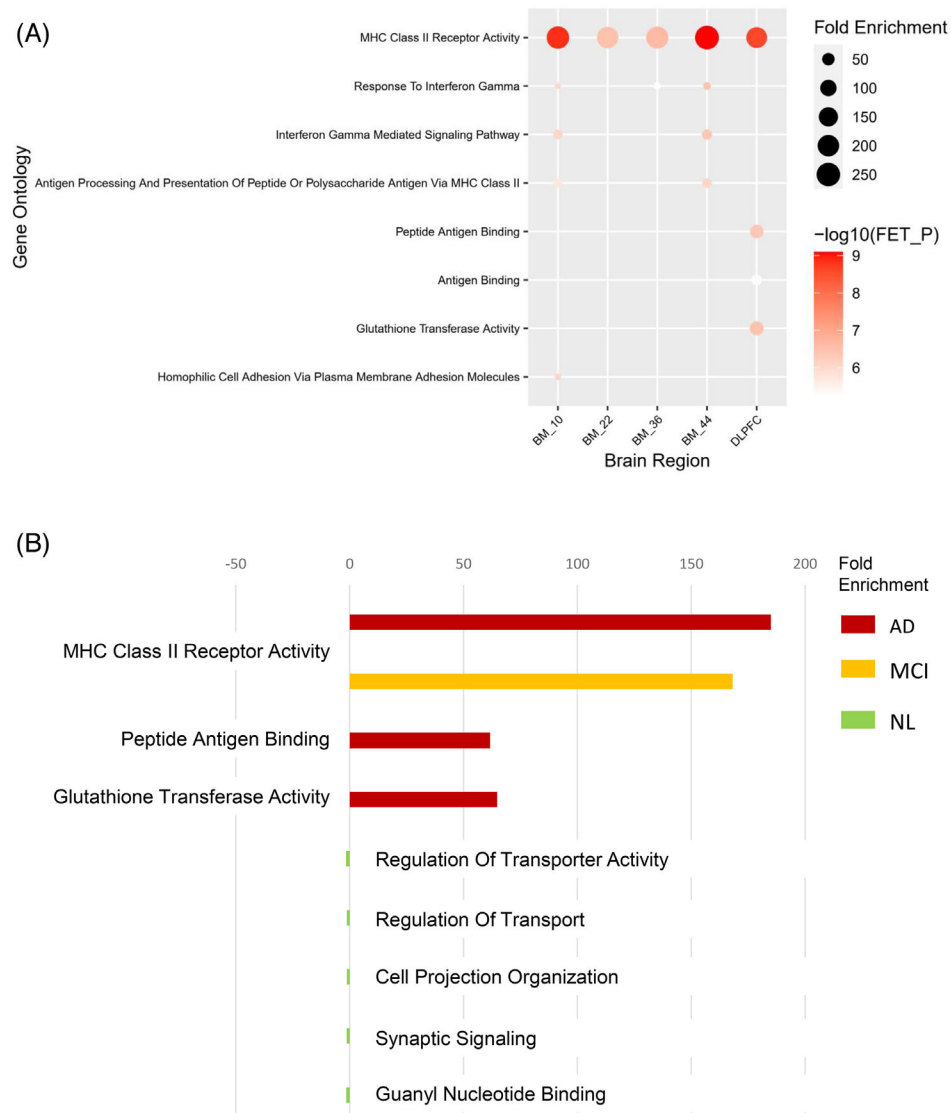 (A)
MHC Class II Receptor Activity
Response To Interferon Gamma
Interferon Gamma Mediated Signaling Pathway
Antigen Processing And Presentation Of Peptide Or Polysaccharide Antigen Via MHC Class II
Peptide Antigen Binding
Antigen Binding
Glutathione Transferase Activity
Homophilic Cell Adhesion Via Plasma Membrane Adhesion Molecules
Gene Ontology
BM_10
BM_22
BM_36
BM_44
DLPFC
Brain Region
Fold Enrichment
50
100
150
200
250
−log10(FET_P)
9
8
7
6
(B)
-50 0 50 100 150 200
Fold
Enrichment
AD
MCI
NL
MHC Class II Receptor Activity
Peptide Antigen Binding
Glutathione Transferase Activity
Regulation Of Transporter Activity
Regulation Of Transport
Cell Projection Organization
Synaptic Signaling
Guanyl Nucleotide Binding